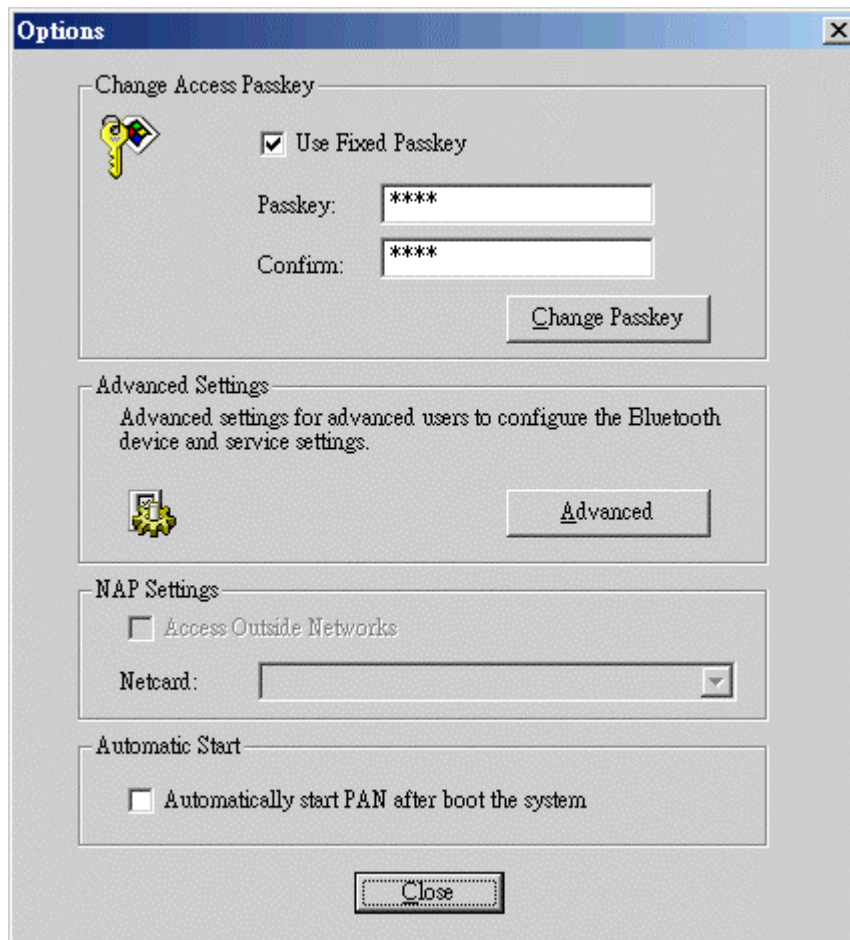 Options
Change Access Passkey
Use Fixed Passkey
Passkey:
****
Confirm:
****
Change Passkey
Advanced Settings
Advanced settings for advanced users to configure the Bluetooth
device and service settings.
Advanced
NAP Settings
Access Outside Networks
Netcard:
Automatic Start
Automatically start PAN after boot the system
Close